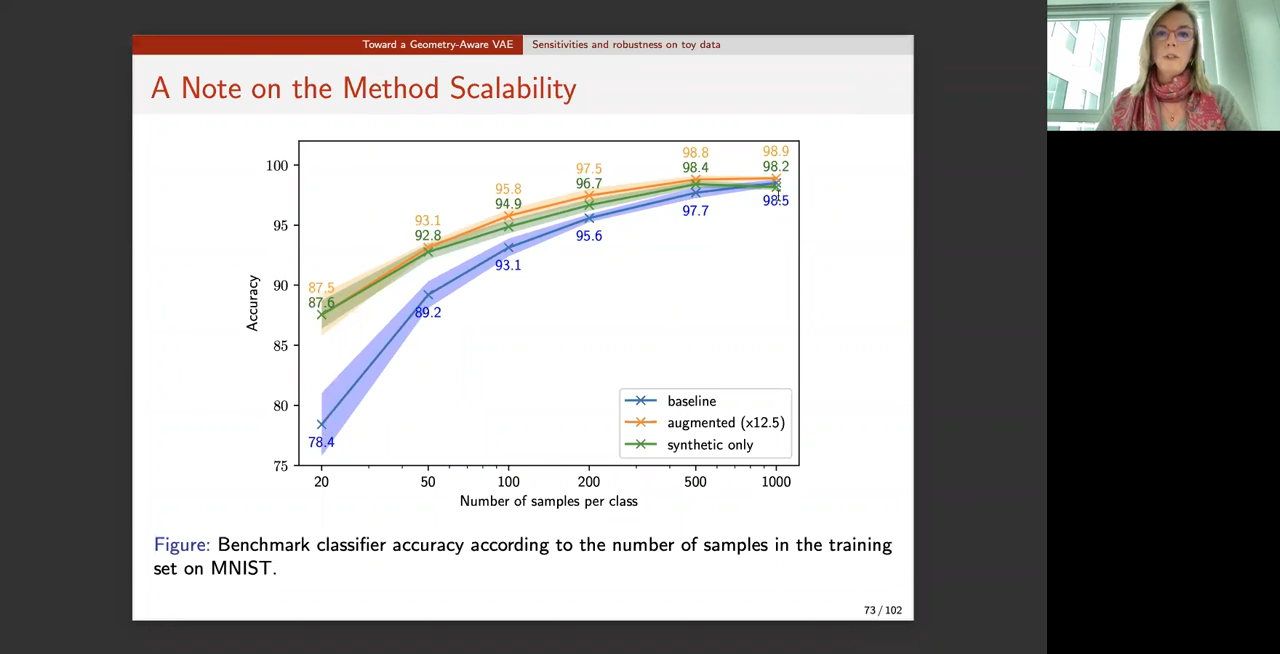 Toward a Geometry-Aware VAE Sensitivities and robustness on toy data
A Note on the Method Scalability
98.8 98.9
97.5 98.4 98.2
100
95.8 96.7
94.9 98.5
93.1 97.7
92.8 95.6
95
93.1
87.5 90
87.6 89.2
Accuracy
85
baseline
80
augmented (x12.5)
78.4
synthetic only
75
20 50 100 200 500 1000
Number of samples per class
Figure: Benchmark classifier accuracy according to the number of samples in the training
set on MNIST.
73 / 102